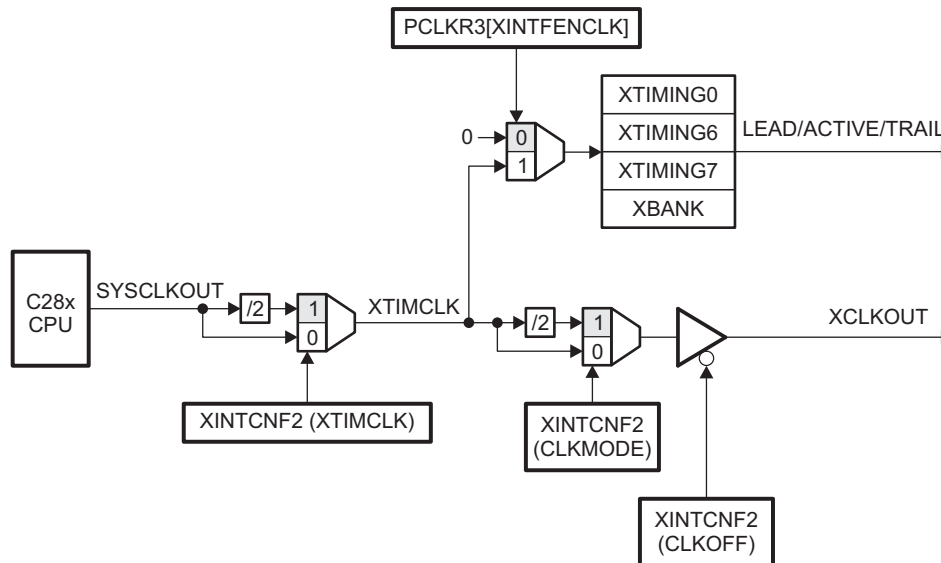 PCLKR3[XINTFENCLK]
XTIMING0
0
0
XTIMING6
LEAD/ACTIVE/TRAIL
1
XTIMING7
XBANK
C28x
CPU
SYSCLKOUT
/2
1
0
XTIMCLK
/2
1
0
XCLKOUT
XINTCNF2 (XTIMCLK)
XINTCNF2
(CLKMODE)
XINTCNF2
(CLKOFF)